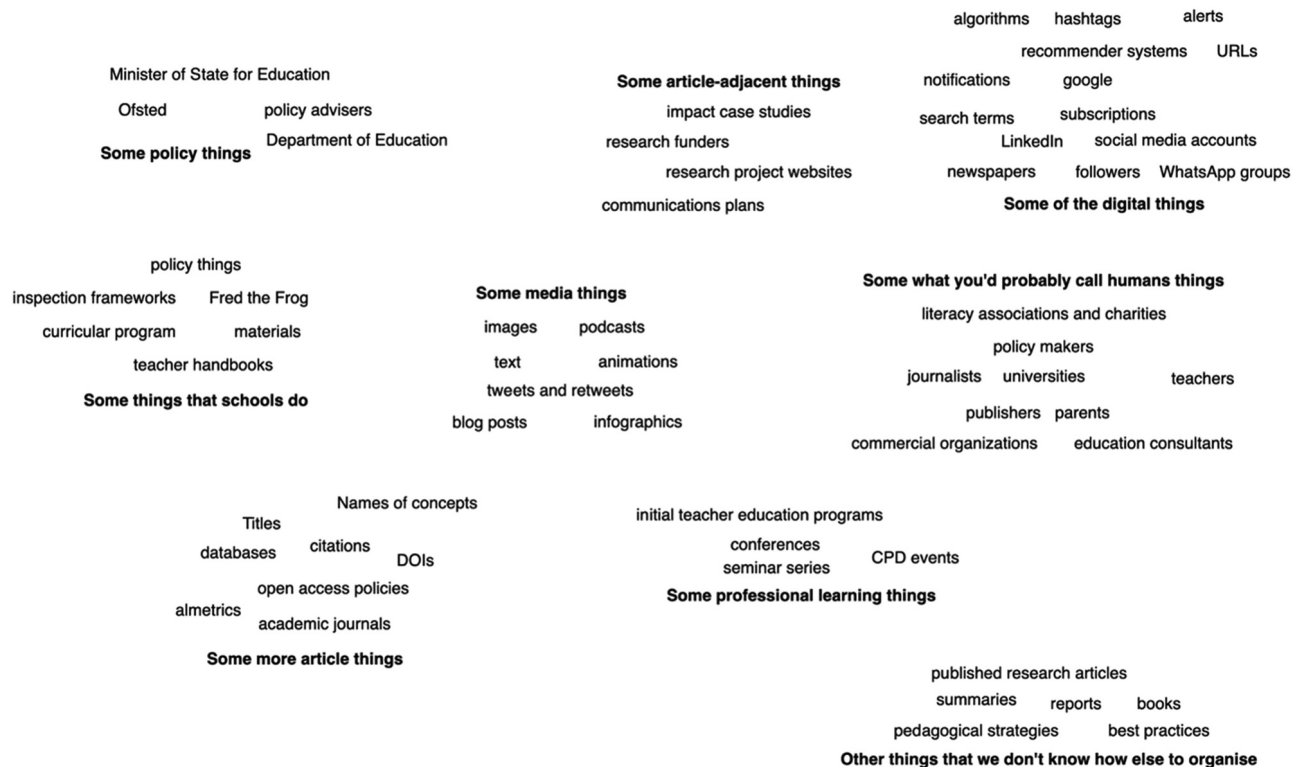 Minister of State for Education
Ofsted policy advisers
Department of Education
Some policy things
Some article-adjacent things
impact case studies
research funders
research project websites
communications plans
algorithms hashtags alerts
recommender systems URLs
notifications google
search terms subscriptions
LinkedIn social media accounts
newspapers followers WhatsApp groups
Some of the digital things
policy things
inspection frameworks Fred the Frog
curricular program materials
teacher handbooks
Some things that schools do
Some media things
images podcasts
text animations
tweets and retweets
blog posts infographics
Some what you'd probably call humans things
literacy associations and charities
policy makers
journalists universities teachers
publishers parents
commercial organizations education consultants
Names of concepts
Titles
databases citations DOIs
open access policies
almetrics
academic journals
Some more article things
initial teacher education programs
conferences
seminar series CPD events
Some professional learning things
published research articles
summaries reports books
pedagogical strategies best practices
Other things that we don't know how else to organise